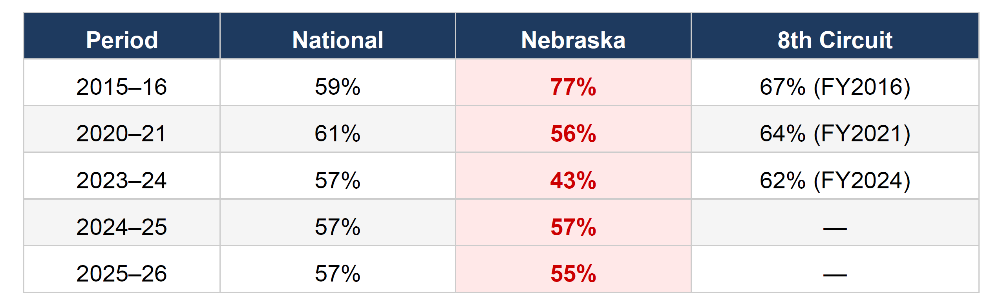 Period National Nebraska 8th Circuit
2015–16 59% 77% 67% (FY2016)
2020–21 61% 56% 64% (FY2021)
2023–24 57% 43% 62% (FY2024)
2024–25 57% 57% —
2025–26 57% 55% —